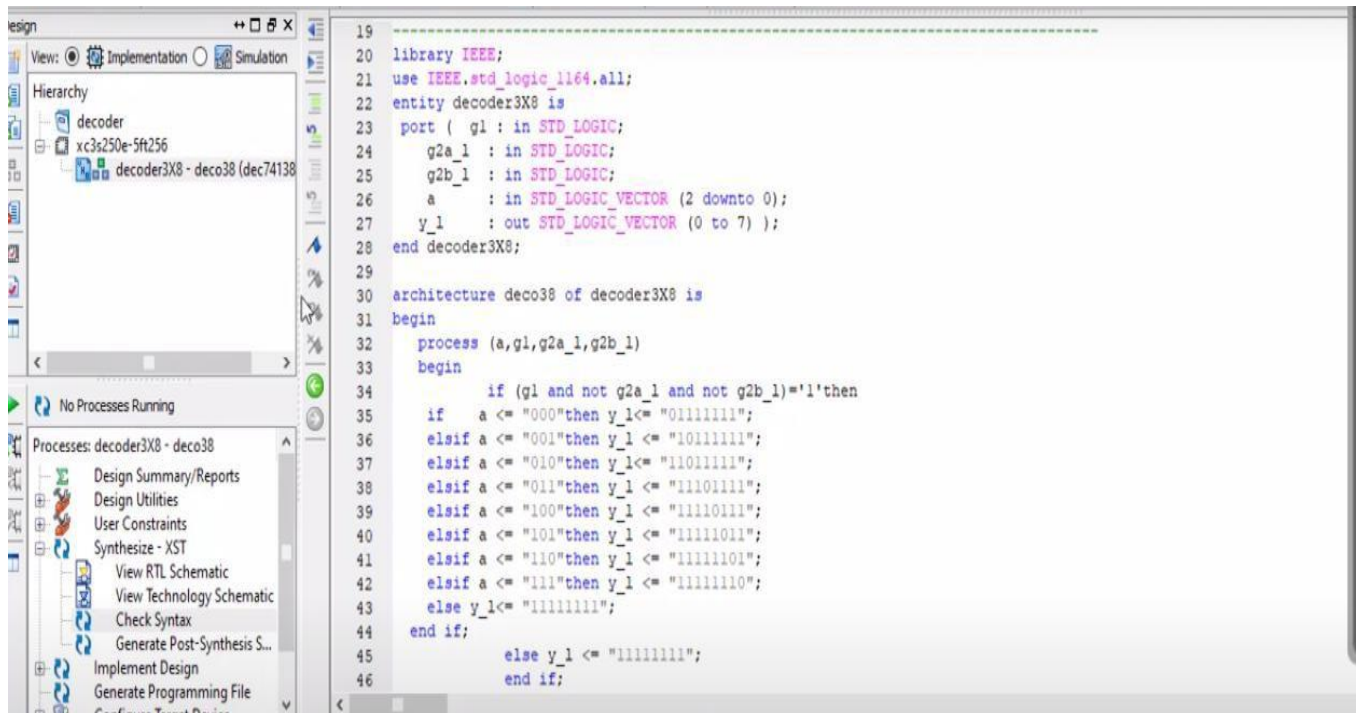 esign
View: Implementation Simulation
Hierarchy
decoder
xc3s250e-5ft256
decoder3X8 - deco38 (dec74138
No Processes Running
Processes: decoder3X8 - deco38
Design Summary/Reports
Design Utilities
User Constraints
Synthesize - XST
View RTL Schematic
View Technology Schematic
Check Syntax
Generate Post-Synthesis S...
Implement Design
Generate Programming File
19 --------------------------------------------------------------------------------
20 library IEEE;
21 use IEEE.std_logic_1164.all;
22 entity decoder3X8 is
23 port ( g1 : in STD_LOGIC;
24 g2a_l : in STD_LOGIC;
25 g2b_l : in STD_LOGIC;
26 a : in STD_LOGIC_VECTOR (2 downto 0);
27 y_l : out STD_LOGIC_VECTOR (0 to 7) );
28 end decoder3X8;
29
30 architecture deco38 of decoder3X8 is
31 begin
32 process (a,g1,g2a_l,g2b_l)
33 begin
34 if (g1 and not g2a_l and not g2b_l)='1'then
35 if a <= "000"then y_l<= "01111111";
36 elsif a <= "001"then y_l <= "10111111";
37 elsif a <= "010"then y_l<= "11011111";
38 elsif a <= "011"then y_l <= "11101111";
39 elsif a <= "100"then y_l <= "11110111";
40 elsif a <= "101"then y_l <= "11111011";
41 elsif a <= "110"then y_l <= "11111101";
42 elsif a <= "111"then y_l <= "11111110";
43 else y_l<= "11111111";
44 end if;
45 else y_l <= "11111111";
46 end if;